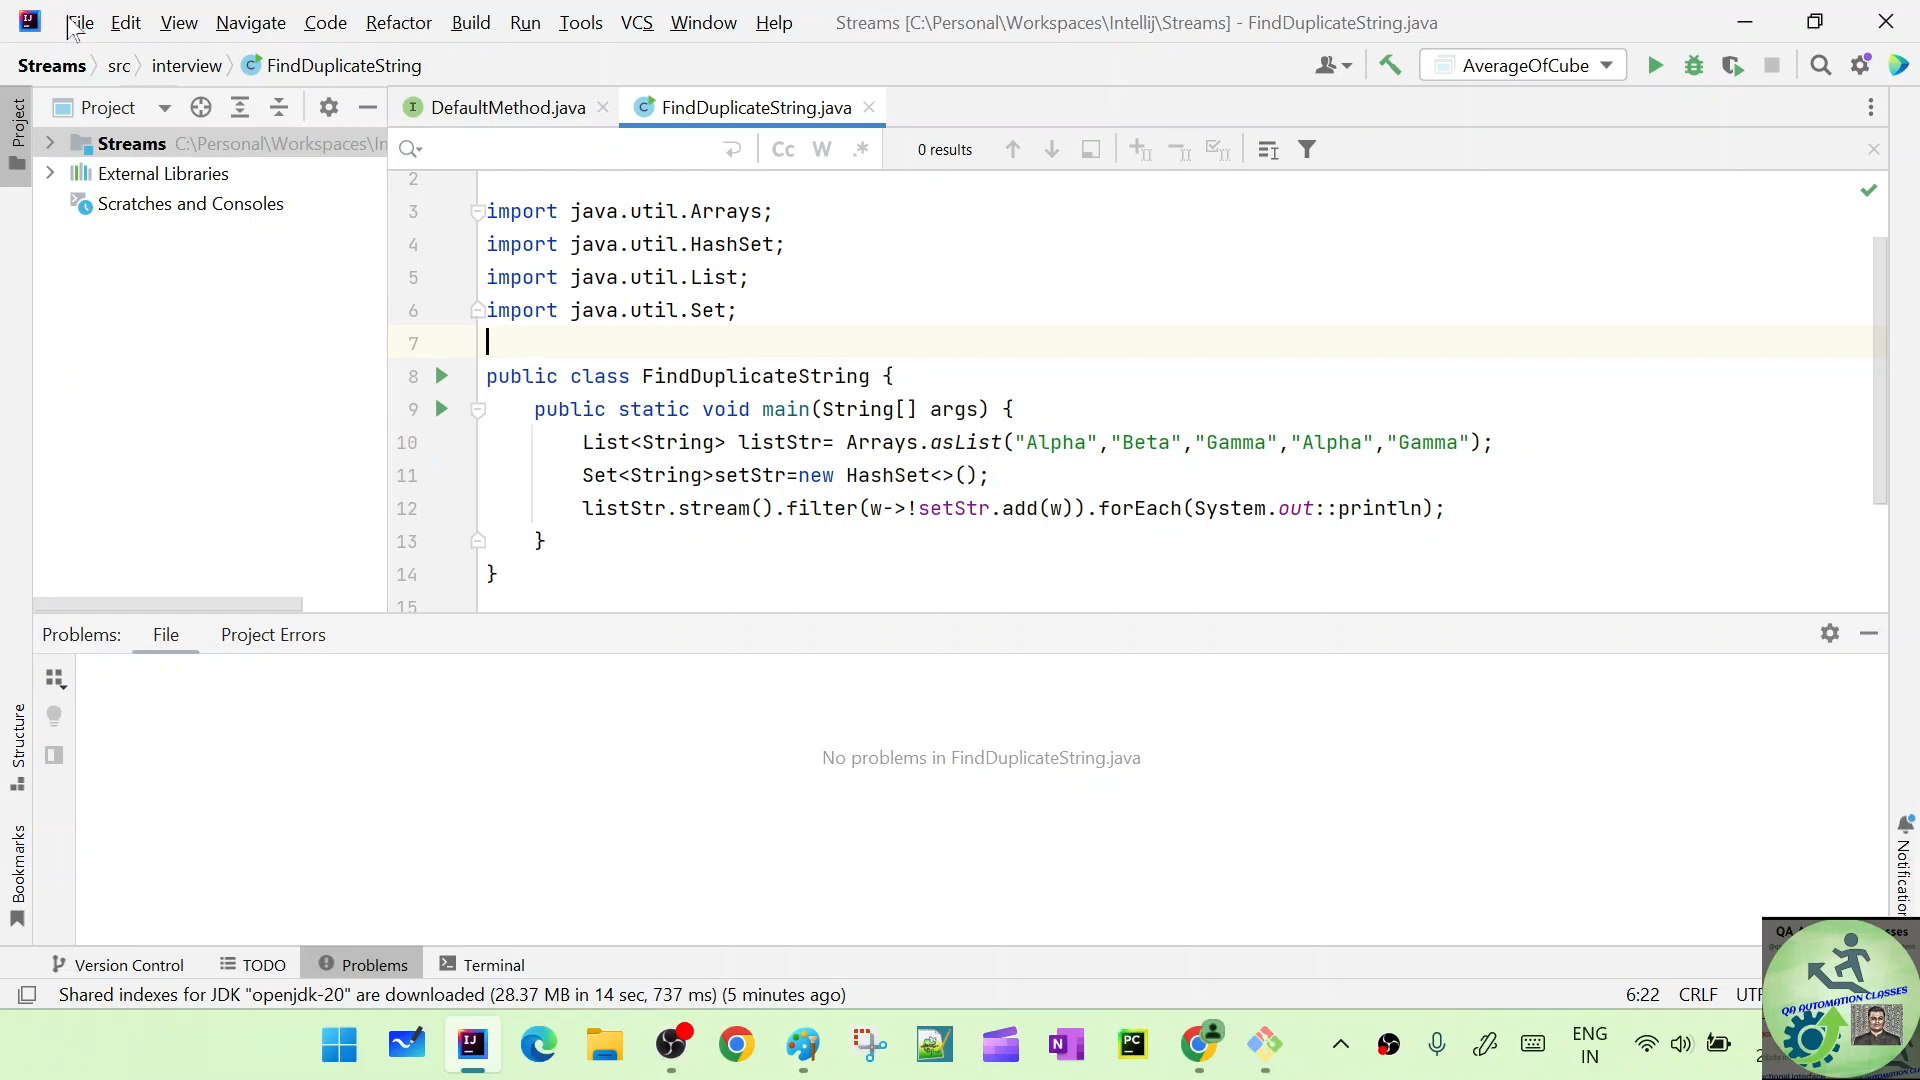 File Edit View Navigate Code Refactor Build Run Tools VCS Window Help Streams [C:\Personal\Workspaces\Intellij\Streams] - FindDuplicateString.java
Streams src interview FindDuplicateString AverageOfCube
Project DefaultMethod.java FindDuplicateString.java
Project
Streams C:\Personal\Workspaces\In
External Libraries
Scratches and Consoles
Cc W .* 0 results
2
3 import java.util.Arrays;
4 import java.util.HashSet;
5 import java.util.List;
6 import java.util.Set;
7
8 public class FindDuplicateString {
9 public static void main(String[] args) {
10 List<String> listStr= Arrays.asList("Alpha","Beta","Gamma","Alpha","Gamma");
11 Set<String>setStr=new HashSet<>();
12 listStr.stream().filter(w->!setStr.add(w)).forEach(System.out::println);
13 }
14 }
15
Problems: File Project Errors
No problems in FindDuplicateString.java
Structure
Bookmarks
Notifications
Version Control TODO Problems Terminal
Shared indexes for JDK "openjdk-20" are downloaded (28.37 MB in 14 sec, 737 ms) (5 minutes ago) 6:22 CRLF UTF
ENG
IN
QA AUTOMATION CLASSES